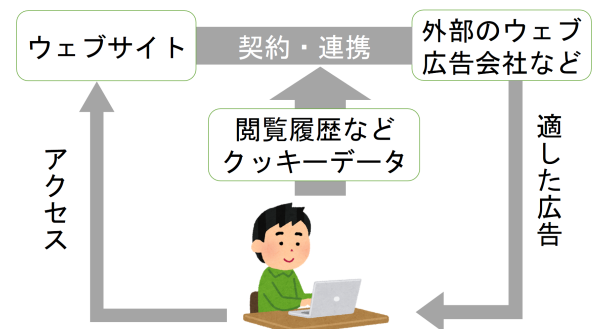 ウェブサイト
契約・連携
外部のウェブ
広告会社など
閲覧履歴など
クッキーデータ
アクセス
適した広告